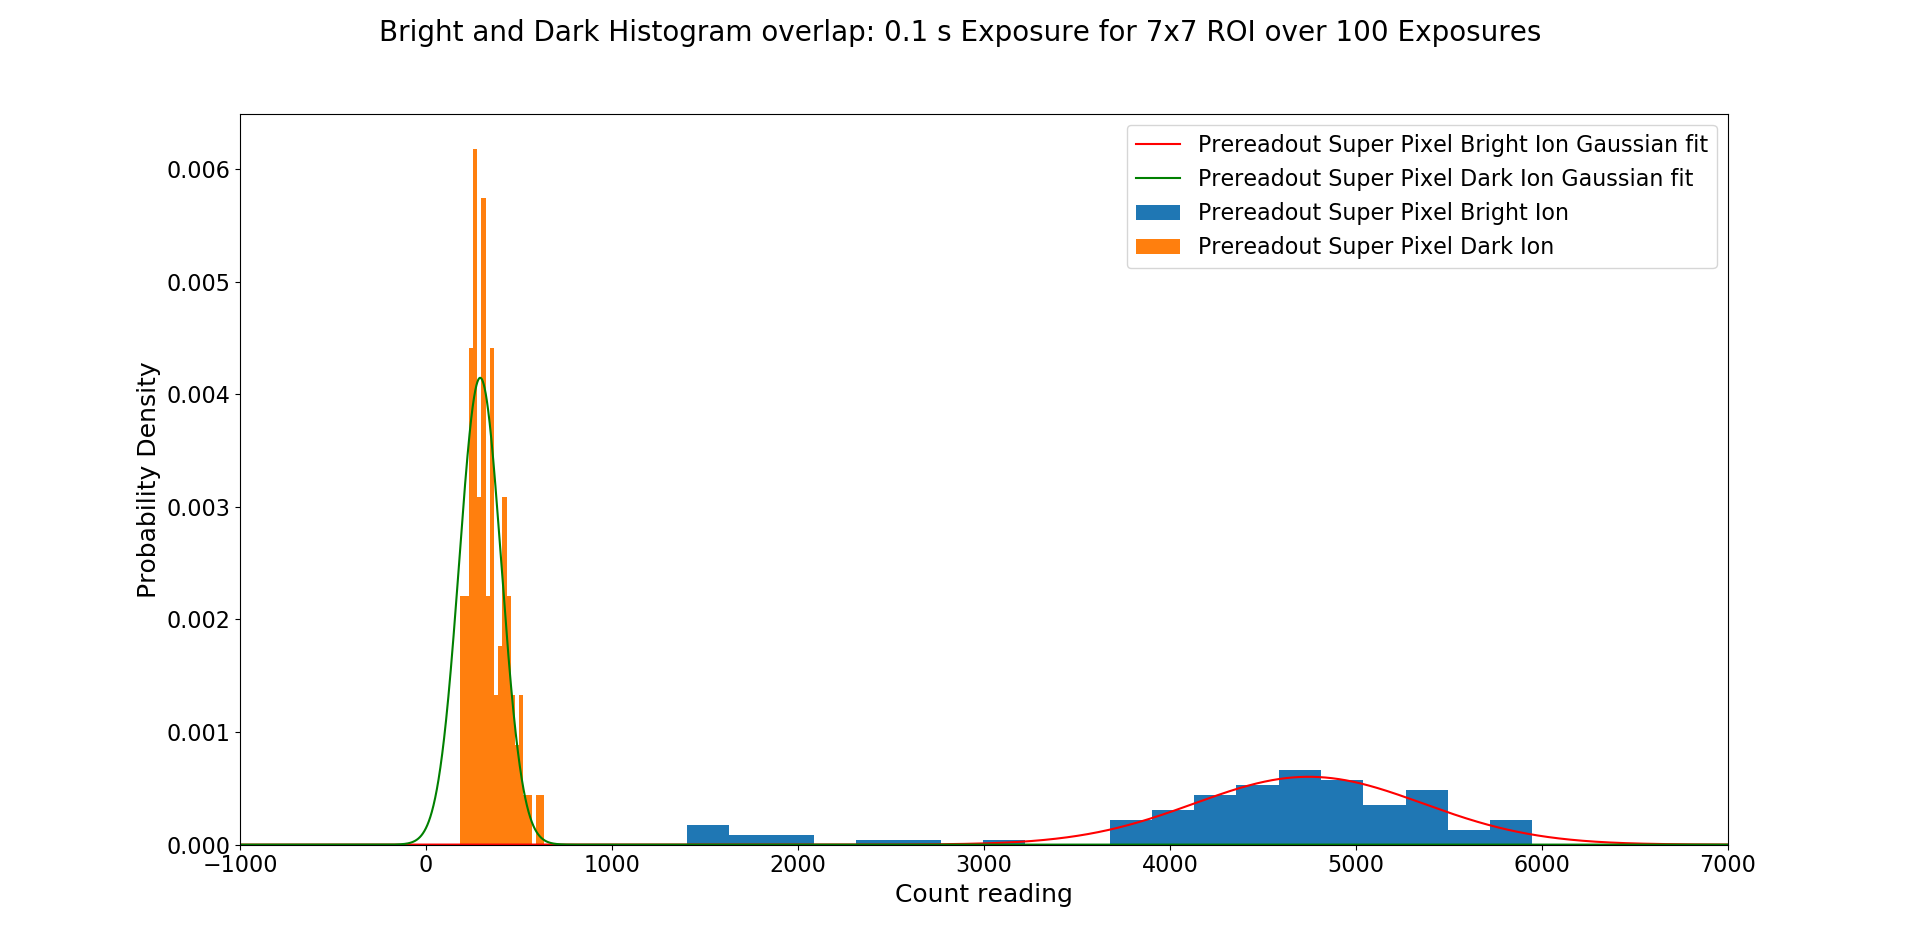 Bright and Dark Histogram overlap: 0.1 s Exposure for 7x7 ROI over 100 Exposures
Prereadout Super Pixel Bright Ion Gaussian fit
Prereadout Super Pixel Dark Ion Gaussian fit
Prereadout Super Pixel Bright Ion
Prereadout Super Pixel Dark Ion
Probability Density
0.006
0.005
0.004
0.003
0.002
0.001
0.000
−1000 0 1000 2000 3000 4000 5000 6000 7000
Count reading